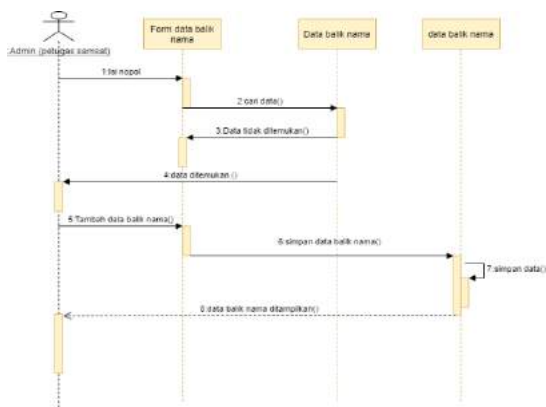 Form data balik
nama
Data balik nama
data balik nama
:Admin (petugas samsat)
1:Isi nopol
2:cari data()
3:Data tidak ditemukan()
4:data ditemukan ()
5:Tambah data balik nama()
6:simpan data balik nama()
7:simpan data()
8:data balik nama ditampilkan()